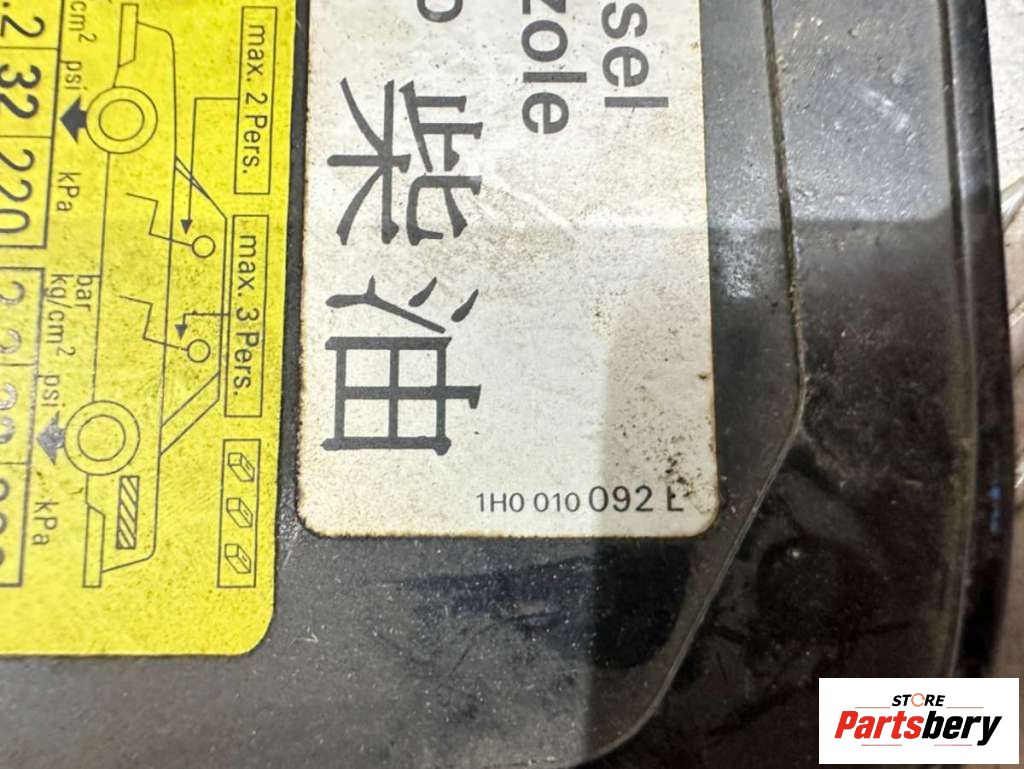 sel
zole
柴油
1H0 010 092
max. 2 Pers.
max. 3 Pers.
cm² psi kPa
.2 32 220
bar
kg/cm² psi kPa
STORE
Partsbery